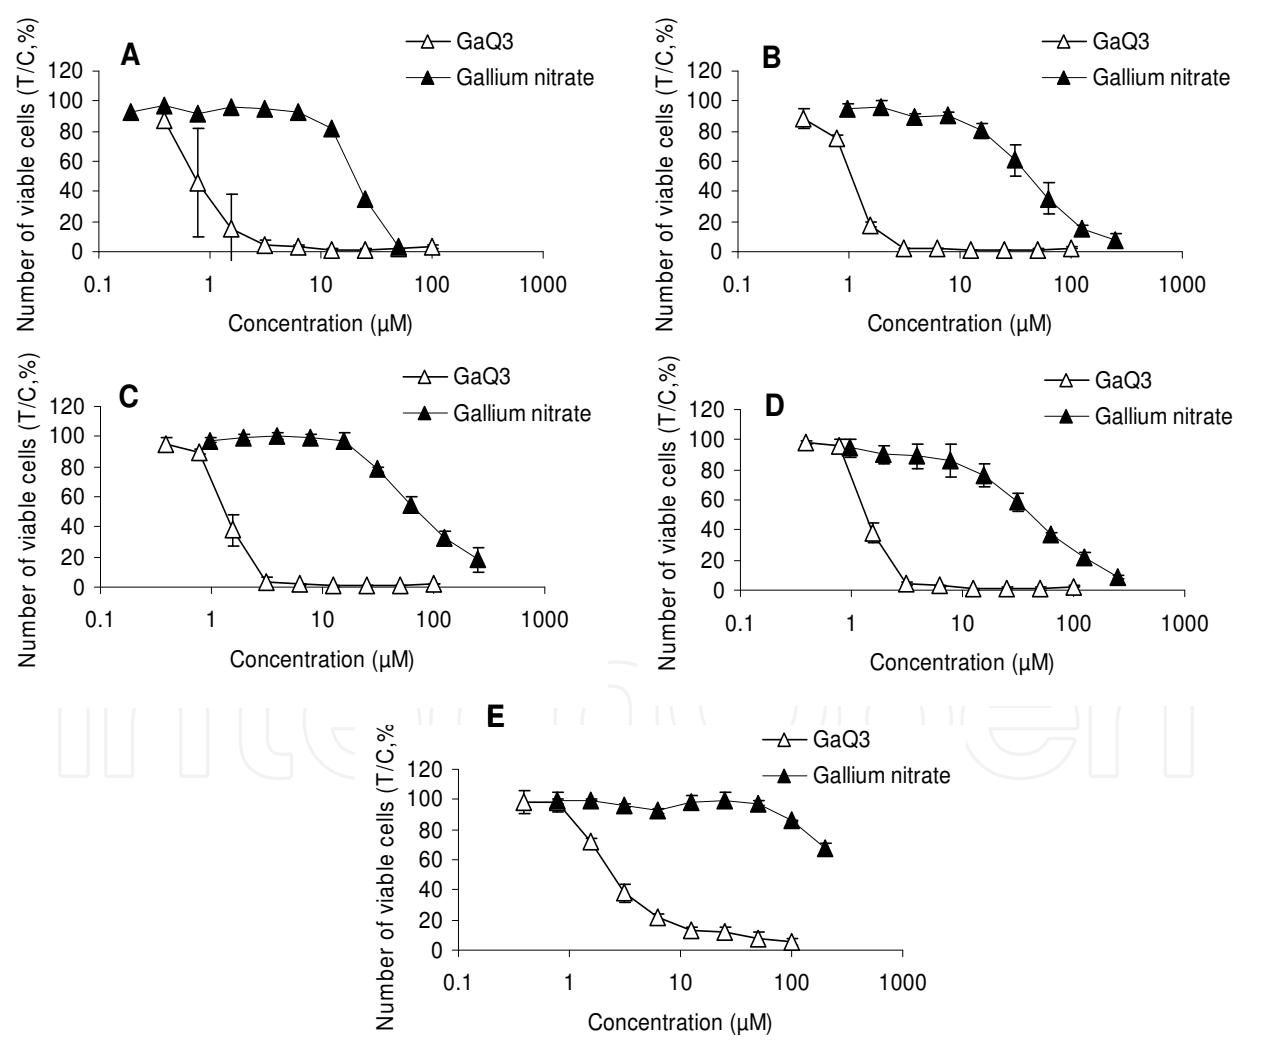 A
GaQ3
Gallium nitrate
Number of viable cells (T/C,%)
120
100
80
60
40
20
0
0.1 1 10 100 1000
Concentration (µM)
B
GaQ3
Gallium nitrate
Number of viable cells (T/C,%)
120
100
80
60
40
20
0
0.1 1 10 100 1000
Concentration (µM)
C
GaQ3
Gallium nitrate
Number of viable cells (T/C,%)
120
100
80
60
40
20
0
0.1 1 10 100 1000
Concentration (µM)
D
GaQ3
Gallium nitrate
Number of viable cells (T/C,%)
120
100
80
60
40
20
0
0.1 1 10 100 1000
Concentration (µM)
E
GaQ3
Gallium nitrate
Number of viable cells (T/C,%
120
100
80
60
40
20
0
0.1 1 10 100 1000
Concentration (µM)